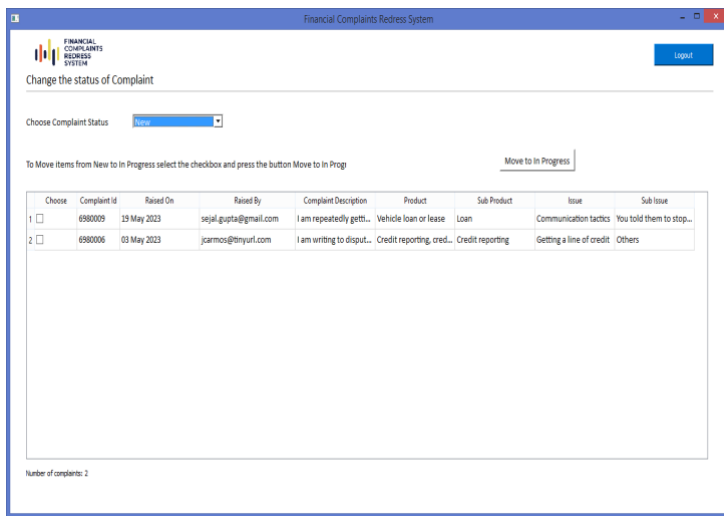 Financial Complaints Redress System
FINANCIAL
COMPLAINTS
REDRESS
SYSTEM
Logout
Change the status of Complaint
Choose Complaint Status New
To Move items from New to In Progress select the checkbox and press the button Move to In Progr Move to In Progress
Choose Complaint Id Raised On Raised By Complaint Description Product Sub Product Issue Sub Issue
1 6980009 19 May 2023 sejal.gupta@gmail.com I am repeatedly getti... Vehicle loan or lease Loan Communication tactics You told them to stop...
2 6980006 03 May 2023 jcarmos@tinyurl.com I am writing to disput... Credit reporting, cred... Credit reporting Getting a line of credit Others
Number of complaints: 2